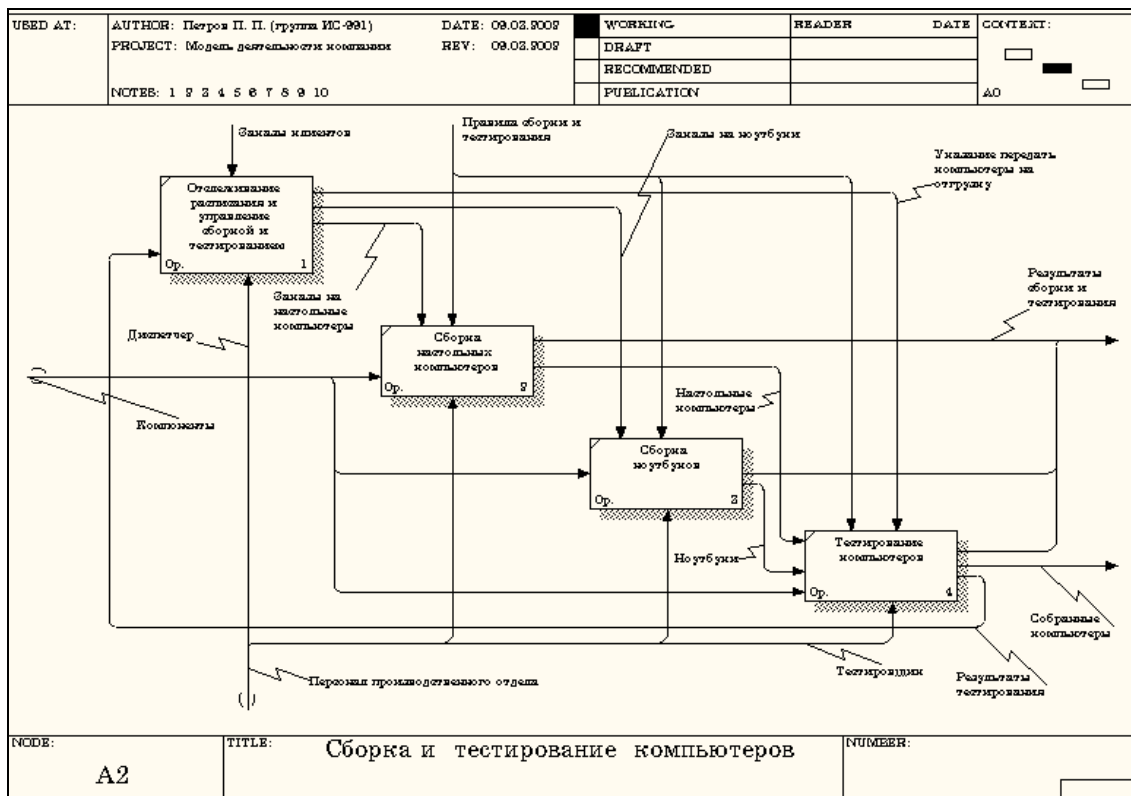 USED AT:
AUTHOR: Петров П. П. (группа ИС-991)
DATE: 09.02.2002
PROJECT: Модель деятельности компании
REV: 09.02.2002
NOTES: 1 2 3 4 5 6 7 8 9 10
WORKING
DRAFT
RECOMMENDED
PUBLICATION
READER
DATE
CONTEXT:
A0
Заказы клиентов
Правила сборки и
тестирования
Заказы на ноутбуки
Указание передать
компьютеры на
отгрузку
Отслеживание
расписания и
управление
сборкой и
тестированием
0р.
1
Заказы на
настольные
компьютеры
Результаты
сборки и
тестирования
Диспетчер
Сборка
настольных
компьютеров
0р.
2
Компоненты
Настольные
компьютеры
Сборка
ноутбуков
0р.
3
Ноутбуки
Тестирование
компьютеров
0р.
4
Собранные
компьютеры
Персонал производственного отдела
Тестировщик
Результаты
тестирования
NODE:
A2
TITLE:
Сборка и тестирование компьютеров
NUMBER: